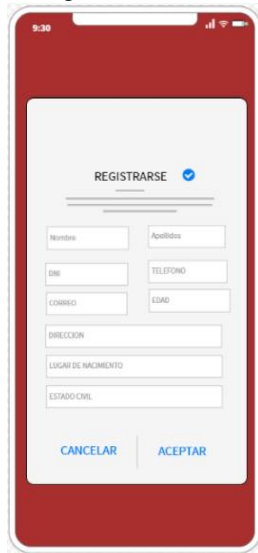 9:30
REGISTRARSE
Nombre Apellidos
DNI TELEFONO
CORREO EDAD
DIRECCION
LUGAR DE NACIMIENTO
ESTADO CIVIL
CANCELAR ACEPTAR